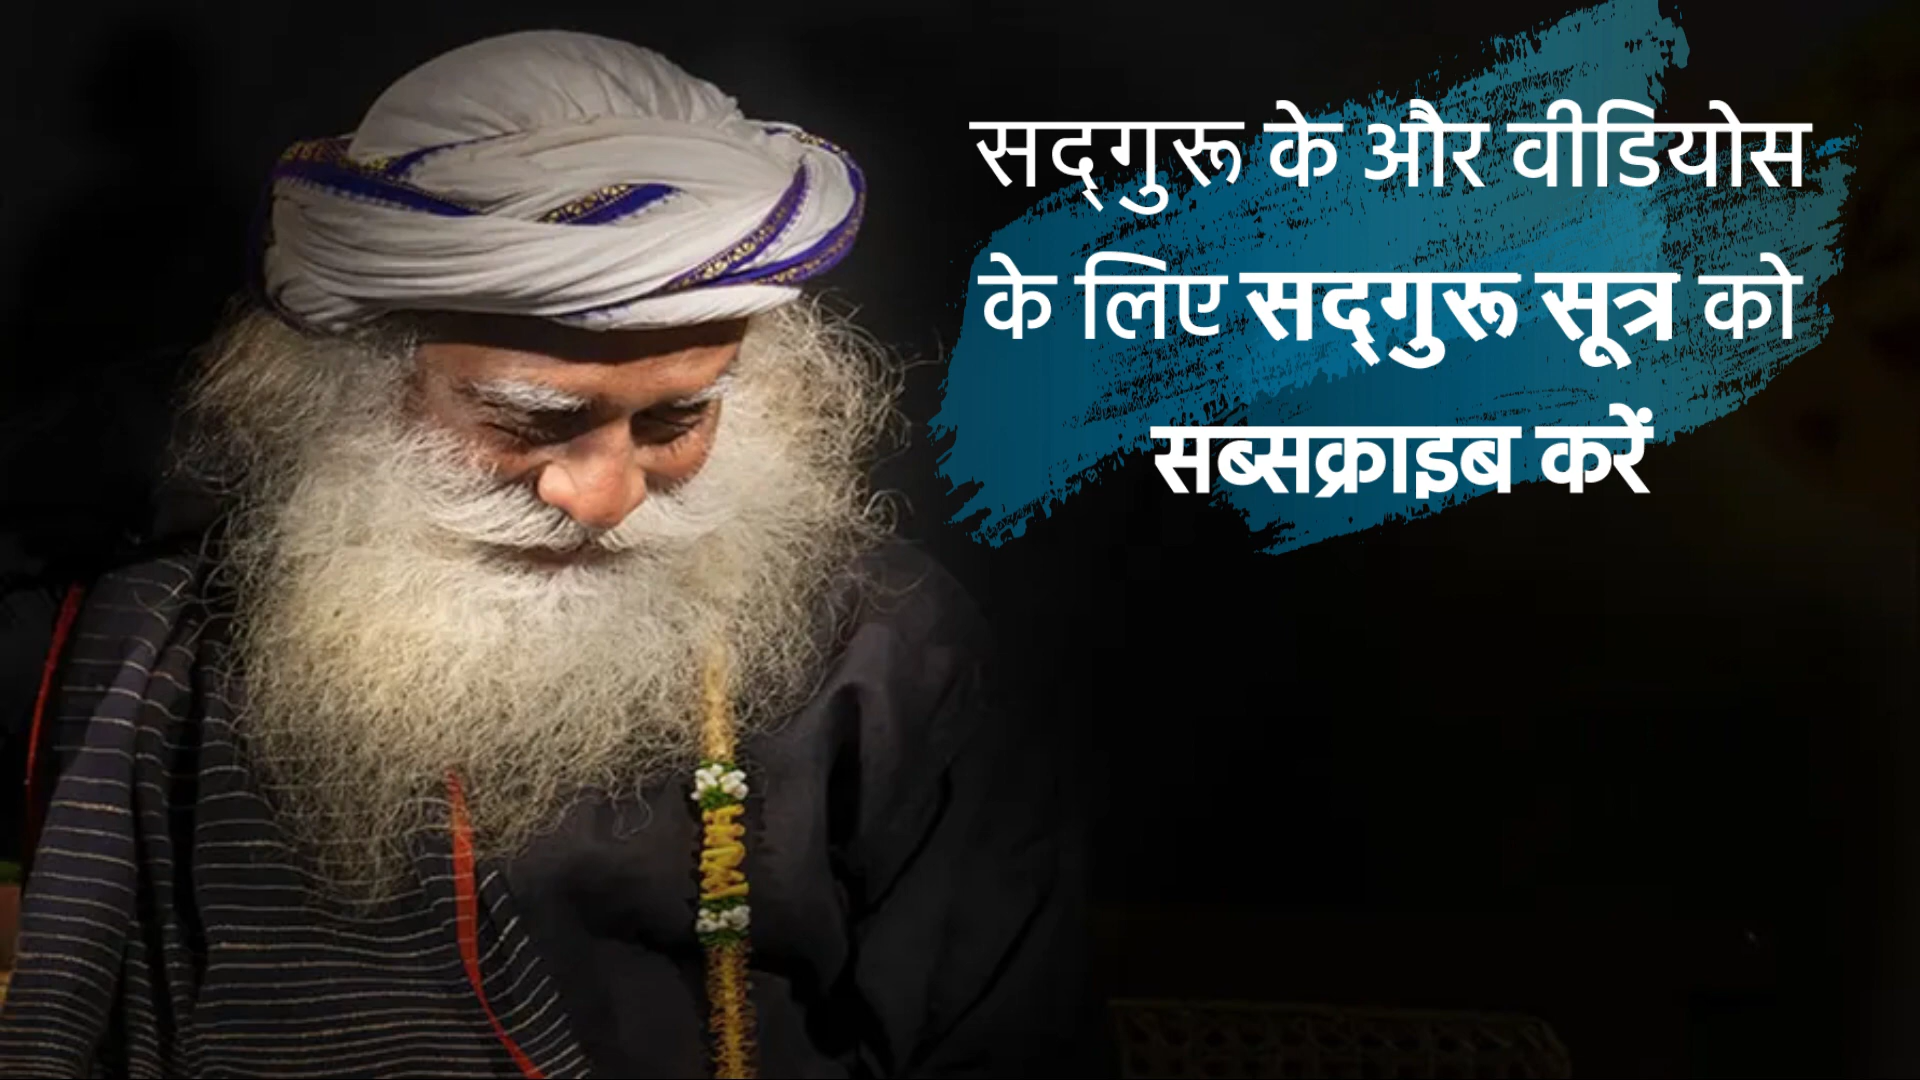 सद्गुरू के और वीडियोस
के लिए सद्गुरू सूत्र को
सब्सक्राइब करें